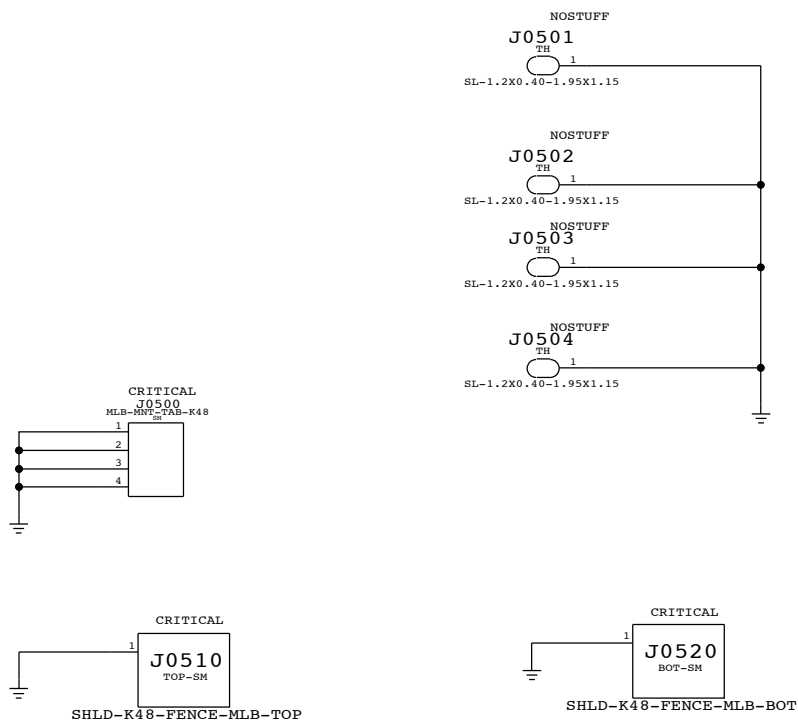 NOSTUFF
J0501
TH
1
SL-1.2X0.40-1.95X1.15
NOSTUFF
J0502
TH
1
SL-1.2X0.40-1.95X1.15
NOSTUFF
J0503
TH
1
SL-1.2X0.40-1.95X1.15
NOSTUFF
J0504
TH
1
SL-1.2X0.40-1.95X1.15
CRITICAL
J0500
MLB-MNT-TAB-K48
SM
1
2
3
4
CRITICAL
1
J0510
TOP-SM
SHLD-K48-FENCE-MLB-TOP
CRITICAL
1
J0520
BOT-SM
SHLD-K48-FENCE-MLB-BOT